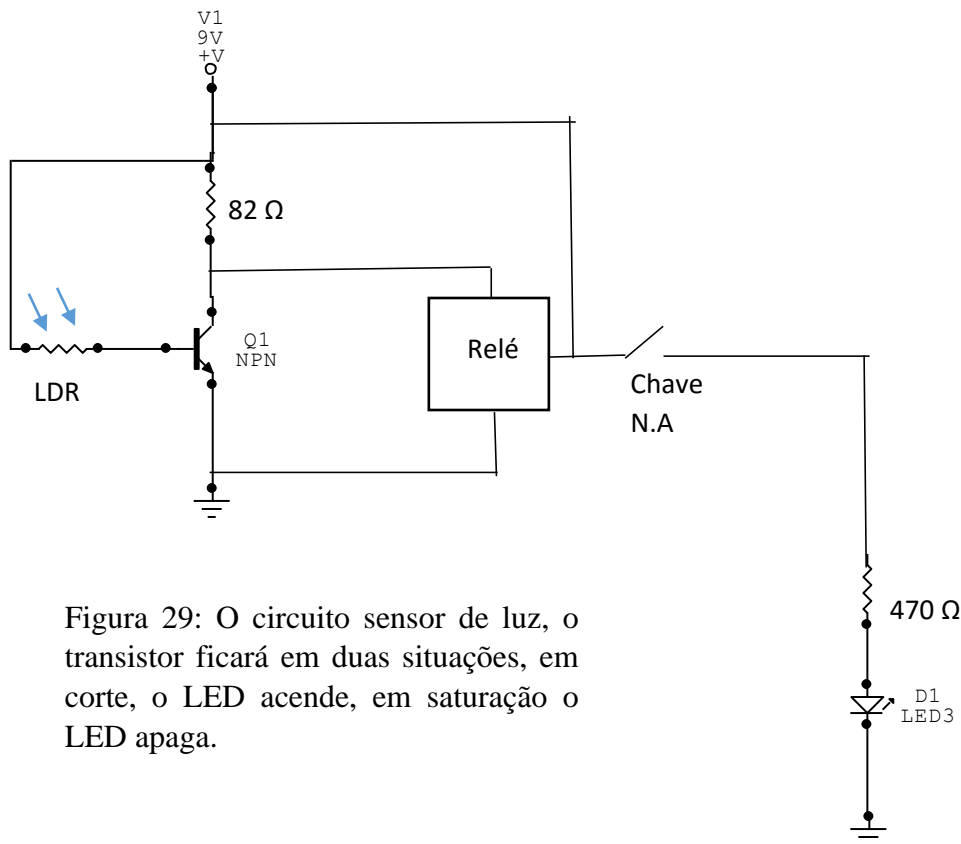 V1
9V
+V
82 Ω
Q1
NPN
LDR
Relé
Chave
N.A
Figura 29: O circuito sensor de luz, o
transistor ficará em duas situações, em
corte, o LED acende, em saturação o
LED apaga.
470 Ω
D1
LED3